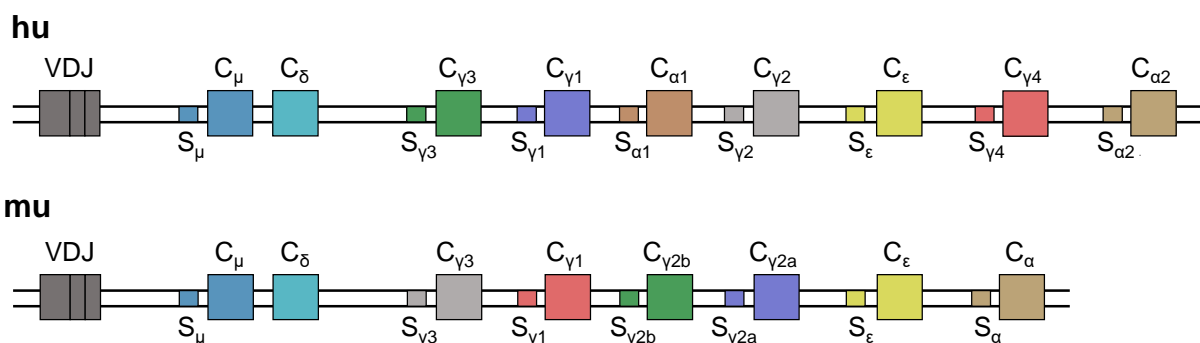 hu
VDJ Cμ Cδ Cγ3 Cγ1 Cα1 Cγ2 Cε Cγ4 Cα2
Sμ Sγ3 Sγ1 Sα1 Sγ2 Sε Sγ4 Sα2
mu
VDJ Cμ Cδ Cγ3 Cγ1 Cγ2b Cγ2a Cε Cα
Sμ Sγ3 Sγ1 Sγ2b Sγ2a Sε Sα